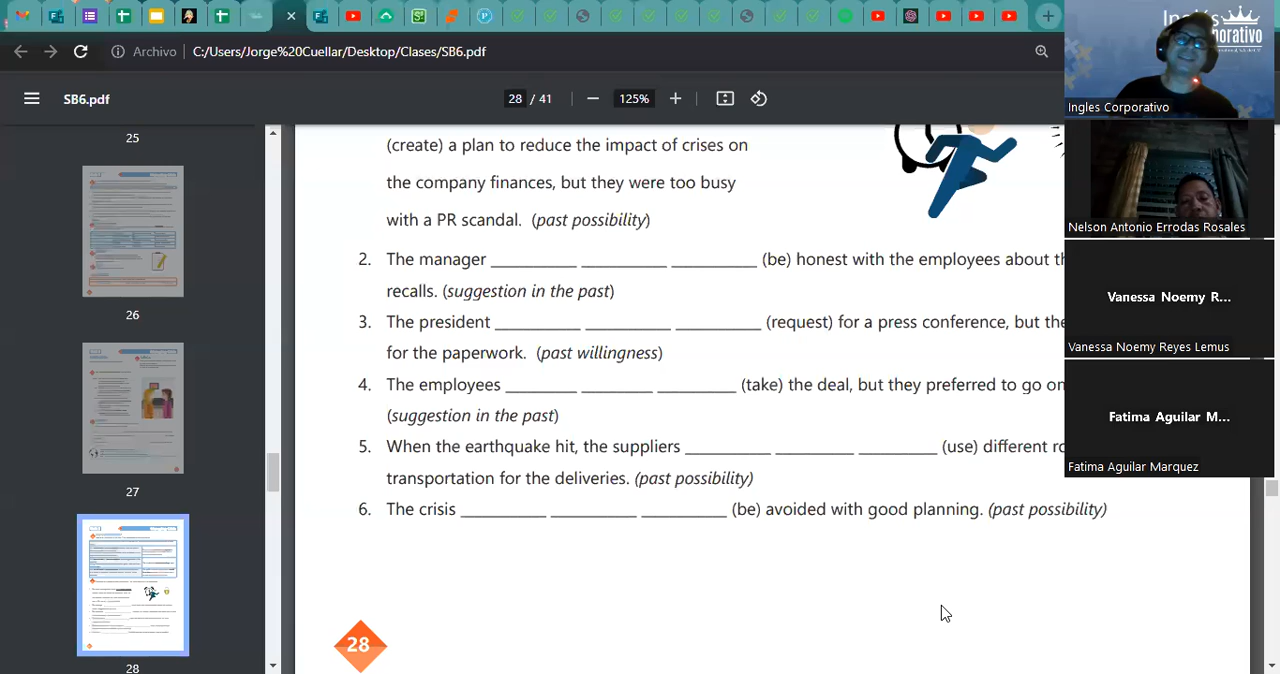 Archivo
C:/Users/Jorge%20Cuellar/Desktop/Clases/SB6.pdf
SB6.pdf
28 / 41
125%
25
26
27
28
(create) a plan to reduce the impact of crises on
the company finances, but they were too busy
with a PR scandal. (past possibility)
2. The manager __________ __________ __________ (be) honest with the employees about
recalls. (suggestion in the past)
3. The president __________ __________ __________ (request) for a press conference, but
for the paperwork. (past willingness)
4. The employees ________ ________ _________ (take) the deal, but they preferred to go
(suggestion in the past)
5. When the earthquake hit, the suppliers __________ _________ _________ (use) different
transportation for the deliveries. (past possibility)
6. The crisis __________ __________ __________ (be) avoided with good planning. (past possibility)
28
Ingles Corporativo
Nelson Antonio Errodas Rosales
Vanessa Noemy R...
Vanessa Noemy Reyes Lemus
Fatima Aguilar M...
Fatima Aguilar Marquez